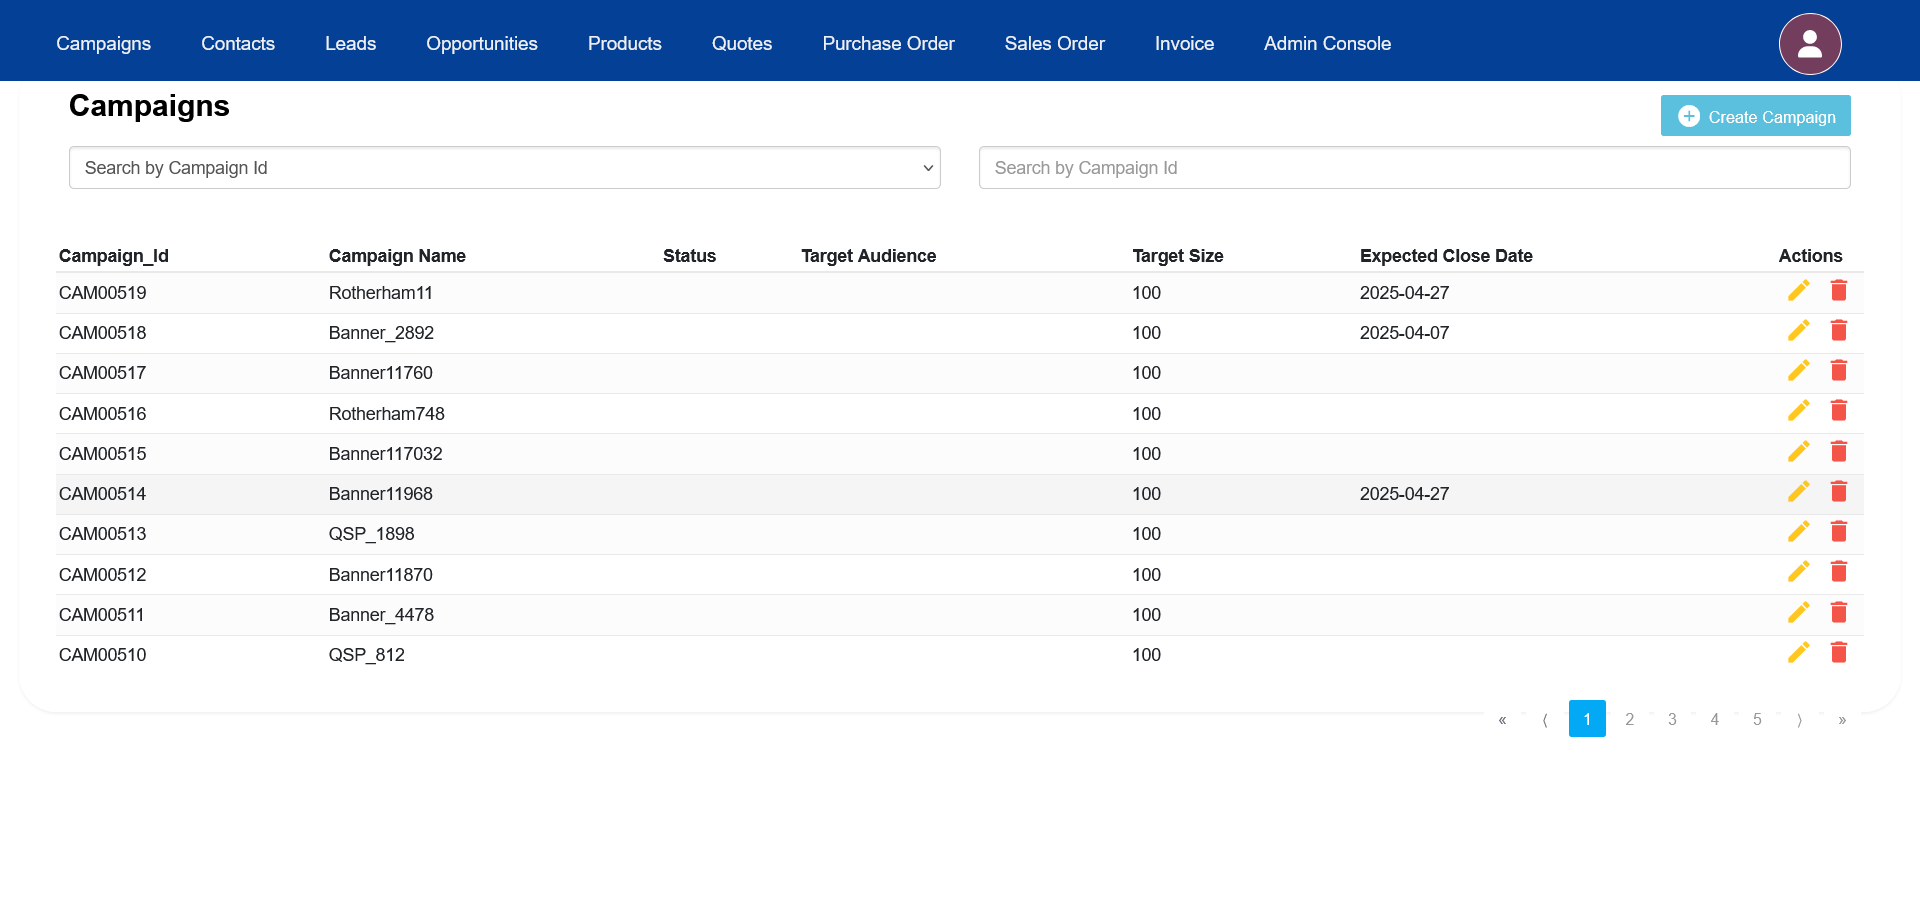 Campaigns Contacts Leads Opportunities Products Quotes Purchase Order Sales Order Invoice Admin Console
Campaigns
Create Campaign
Search by Campaign Id Search by Campaign Id
Campaign_Id Campaign Name Status Target Audience Target Size Expected Close Date Actions
CAM00519 Rotherham11 100 2025-04-27
CAM00518 Banner_2892 100 2025-04-07
CAM00517 Banner11760 100
CAM00516 Rotherham748 100
CAM00515 Banner117032 100
CAM00514 Banner11968 100 2025-04-27
CAM00513 QSP_1898 100
CAM00512 Banner11870 100
CAM00511 Banner_4478 100
CAM00510 QSP_812 100
« ⟨ 1 2 3 4 5 ⟩ »